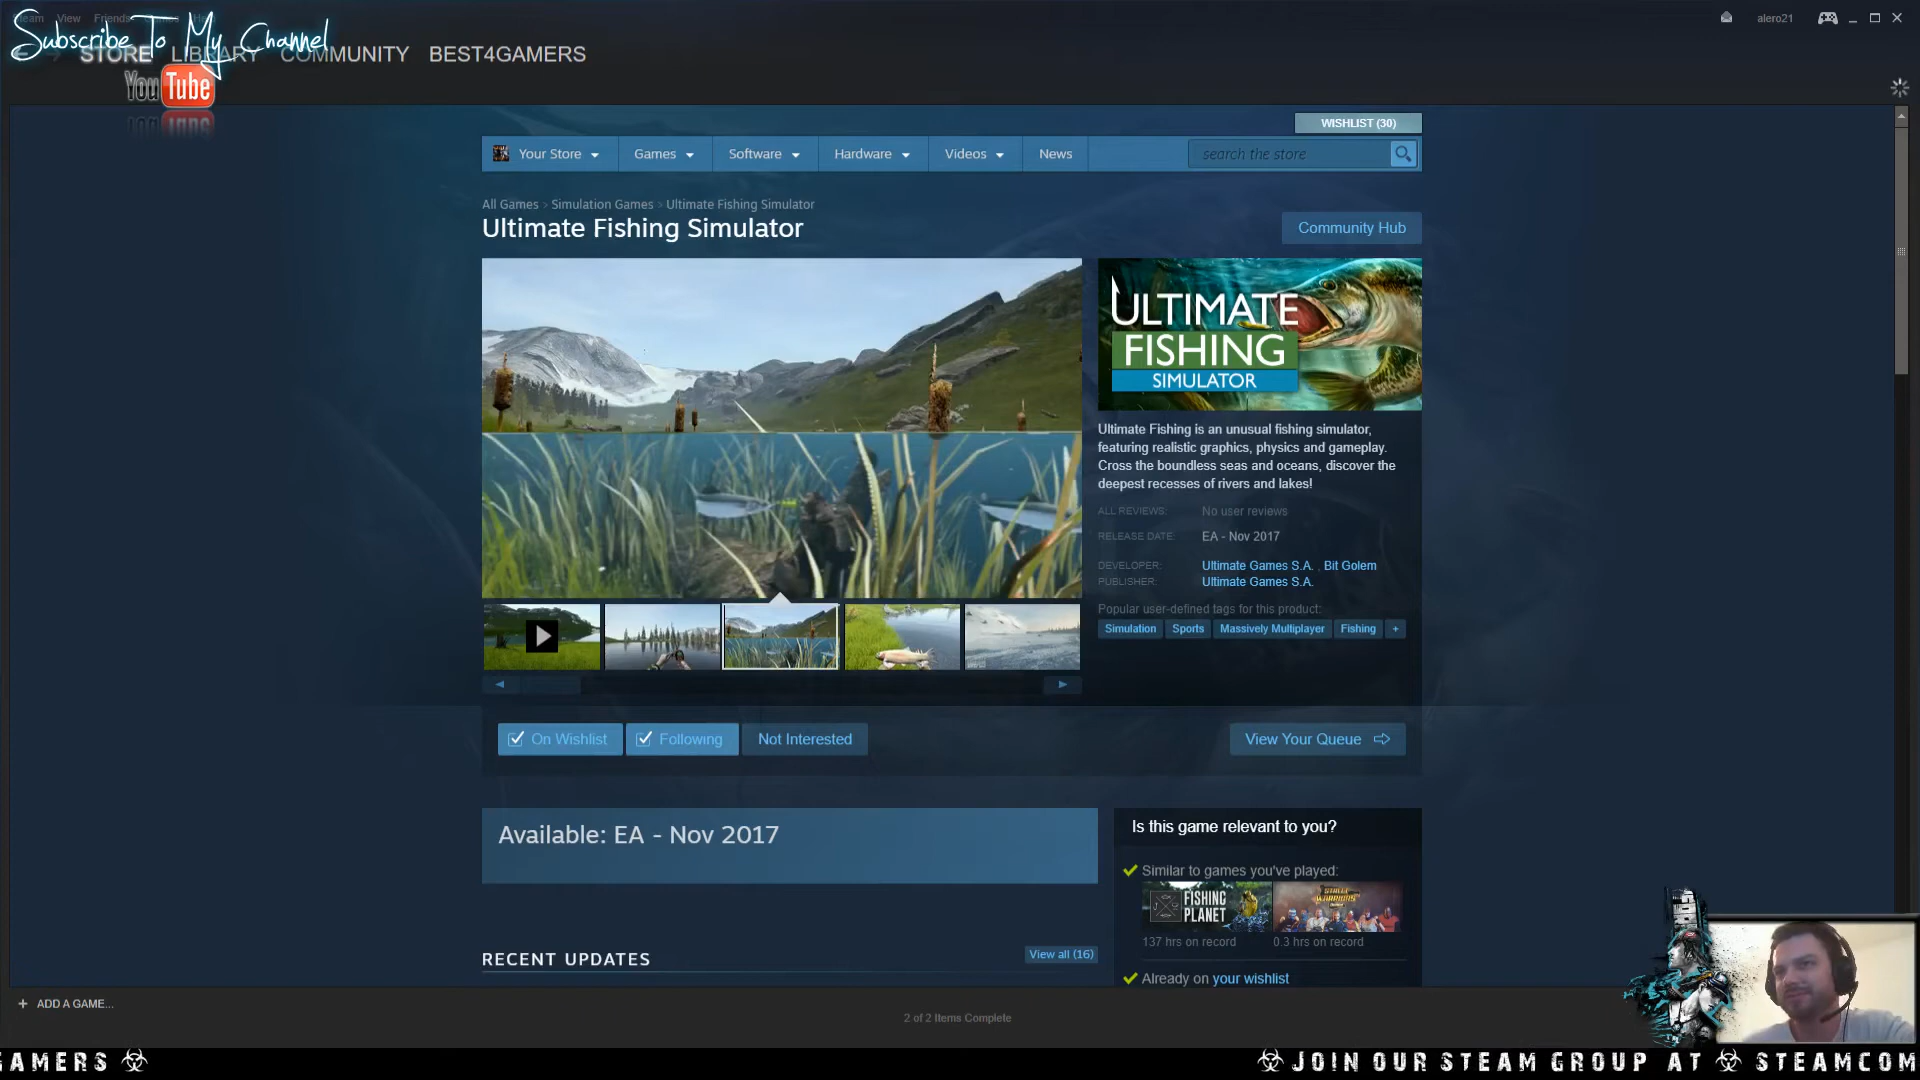 Steam View Friends
alero21
Subscribe To My Channel
STORE LIBRARY COMMUNITY BEST4GAMERS
YouTube
WISHLIST (30)
Your Store Games Software Hardware Videos News search the store
All Games > Simulation Games > Ultimate Fishing Simulator
Ultimate Fishing Simulator
Community Hub
ULTIMATE
FISHING
SIMULATOR
Ultimate Fishing is an unusual fishing simulator,
featuring realistic graphics, physics and gameplay.
Cross the boundless seas and oceans, discover the
deepest recesses of rivers and lakes!
ALL REVIEWS: No user reviews
RELEASE DATE: EA - Nov 2017
DEVELOPER: Ultimate Games S.A. , Bit Golem
PUBLISHER: Ultimate Games S.A.
Popular user-defined tags for this product:
Simulation Sports Massively Multiplayer Fishing +
On Wishlist Following Not Interested View Your Queue
Available: EA - Nov 2017
Is this game relevant to you?
Similar to games you've played:
FISHING
PLANET
137 hrs on record 0.3 hrs on record
RECENT UPDATES
View all (16)
Already on your wishlist
+ ADD A GAME...
2 of 2 Items Complete
GAMERS JOIN OUR STEAM GROUP AT STEAMCOM